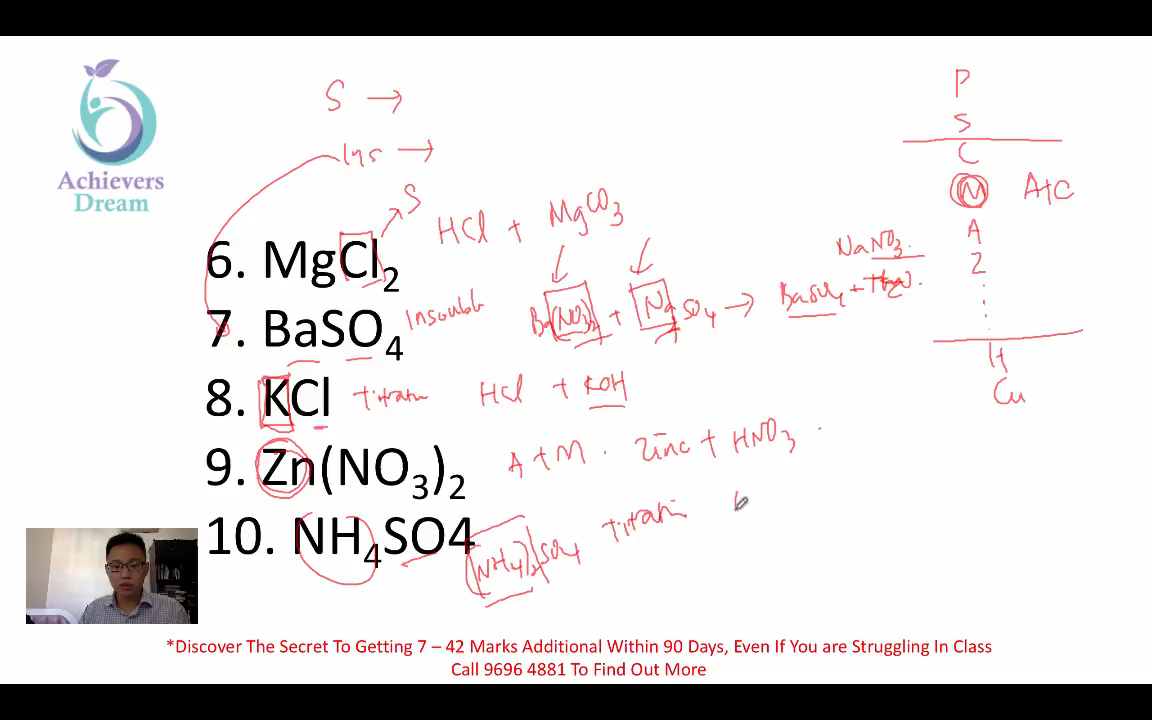 P
S →
S
Ins →
C
Achievers
Dream
M A+C
S
HCl + MgCO3
A
NaNO3.
6. MgCl2
Z
7. BaSO4 Insoluble Ba(NO3)2 + Na2SO4 → BaSO4 +
H
8. KCl Titratn HCl + KOH
Cu
9. Zn(NO3)2 A + M . Zinc + HNO3 .
10. NH4SO4 (NH4)2SO4 Titratn
*Discover The Secret To Getting 7 – 42 Marks Additional Within 90 Days, Even If You are Struggling In Class
Call 9696 4881 To Find Out More